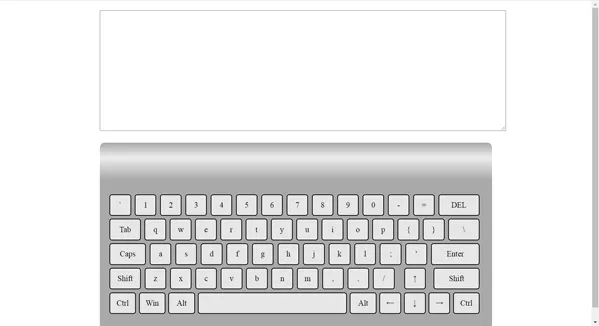 ` 1 2 3 4 5 6 7 8 9 0 - = DEL
Tab q w e r t y u i o p { } \
Caps a s d f g h j k l ; ' Enter
Shift z x c v b n m , . / ↑ Shift
Ctrl Win Alt Alt ← ↓ → Ctrl